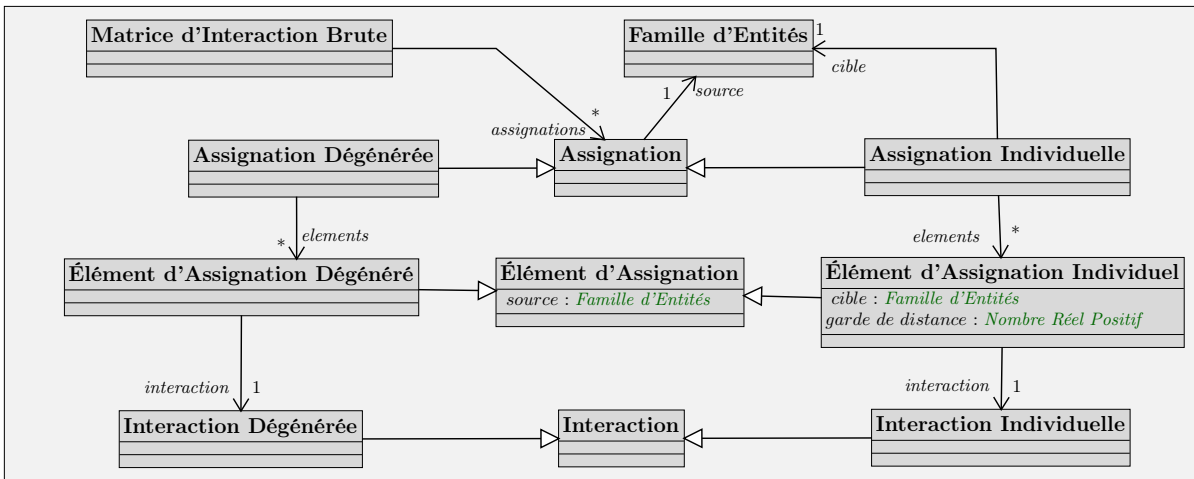 Matrice d'Interaction Brute
Famille d'Entités
1
cible
1
source
*
assignations
Assignation Dégénérée
Assignation
Assignation Individuelle
*
elements
elements
*
Élément d'Assignation Dégénéré
Élément d'Assignation
source : Famille d'Entités
Élément d'Assignation Individuel
cible : Famille d'Entités
garde de distance : Nombre Réel Positif
interaction
1
interaction
1
Interaction Dégénérée
Interaction
Interaction Individuelle